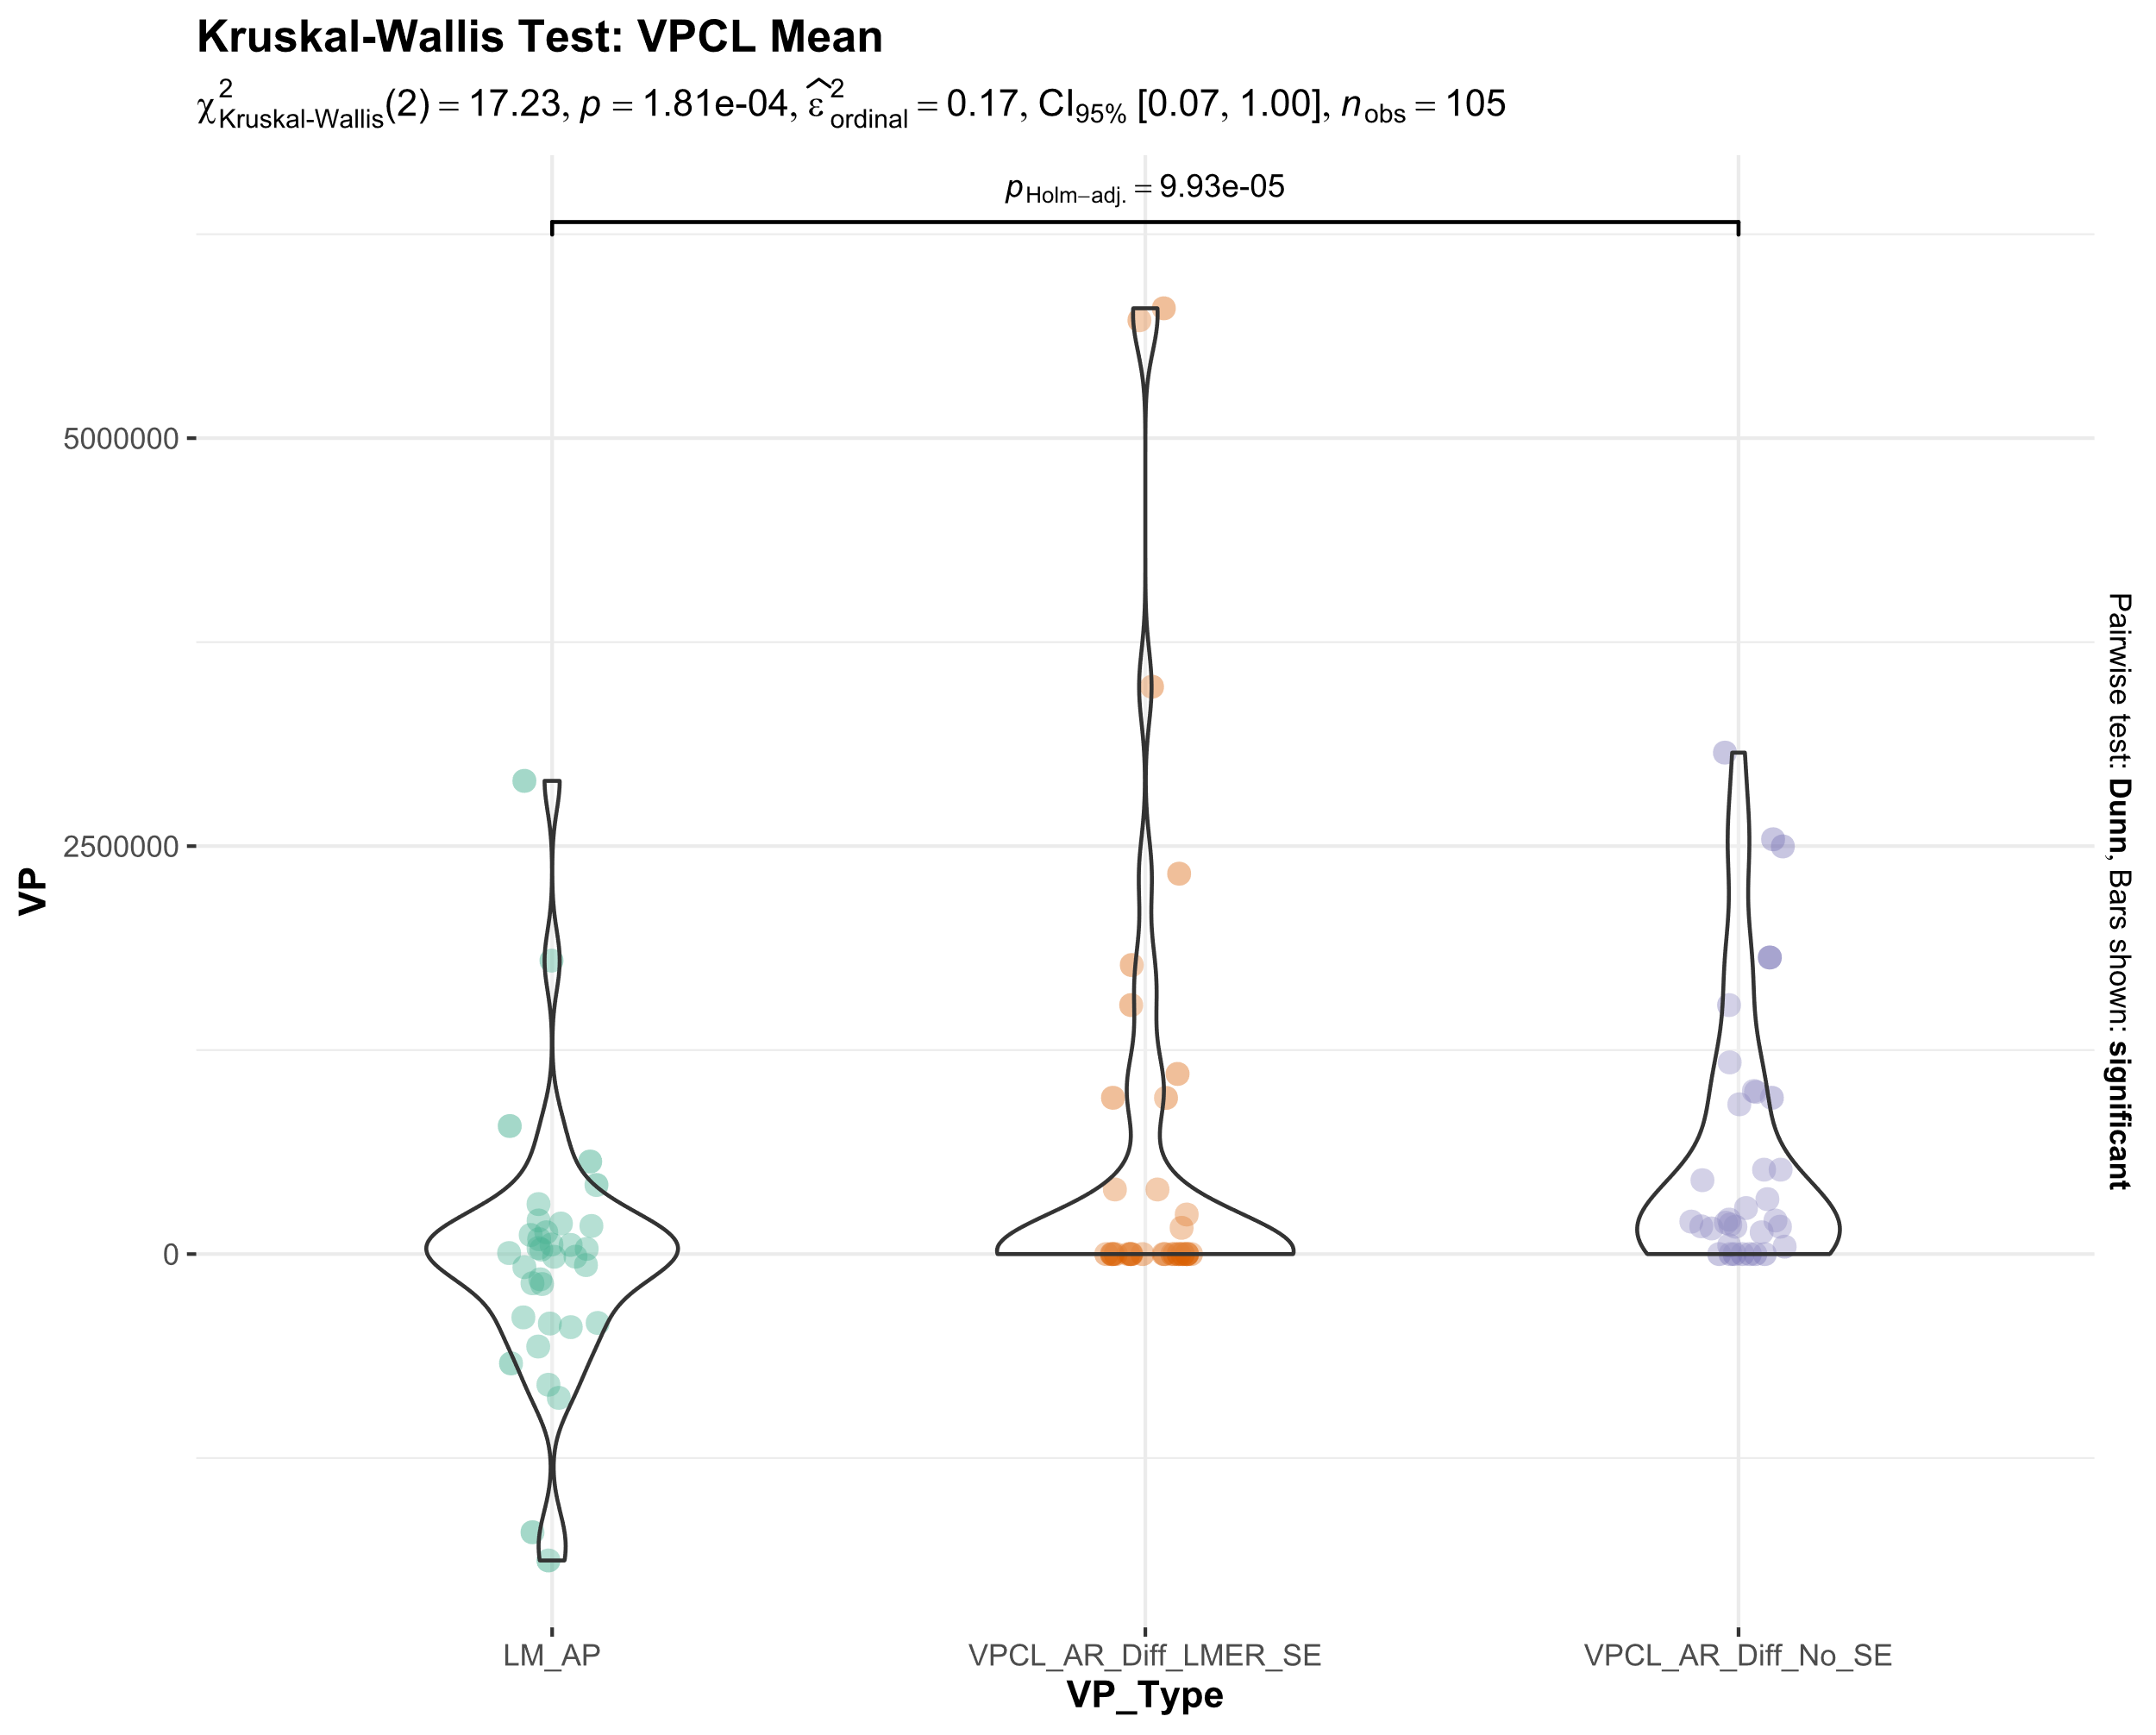 Kruskal-Wallis Test: VPCL Mean
χ²Kruskal-Wallis(2) = 17.23, p = 1.81e-04, ε̂²ordinal = 0.17, CI95% [0.07, 1.00], nobs = 105
pHolm-adj. = 9.93e-05
5000000
2500000
0
VP
Pairwise test: Dunn, Bars shown: significant
LM_AP VPCL_AR_Diff_LMER_SE VPCL_AR_Diff_No_SE
VP_Type